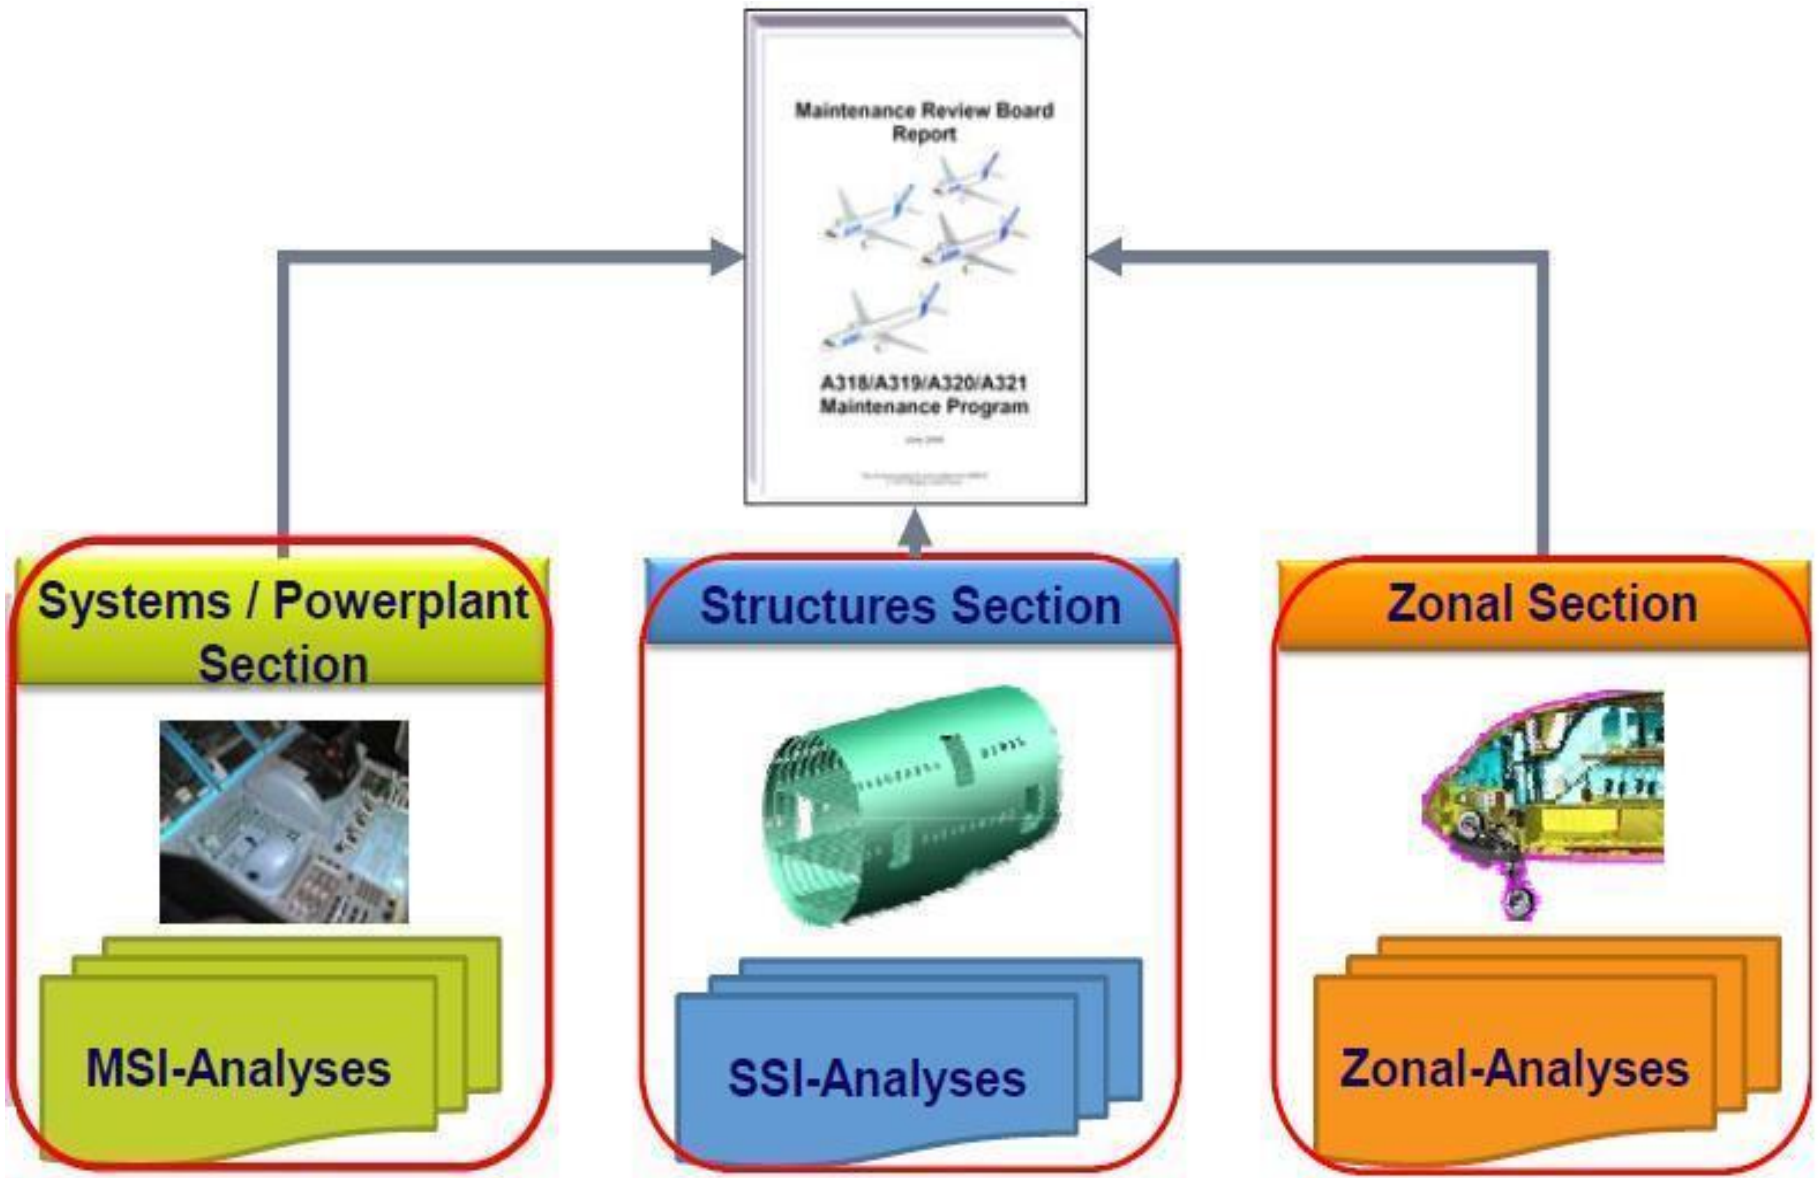 Maintenance Review Board
Report
A318/A319/A320/A321
Maintenance Program
Systems / Powerplant
Section
Structures Section
Zonal Section
MSI-Analyses
SSI-Analyses
Zonal-Analyses